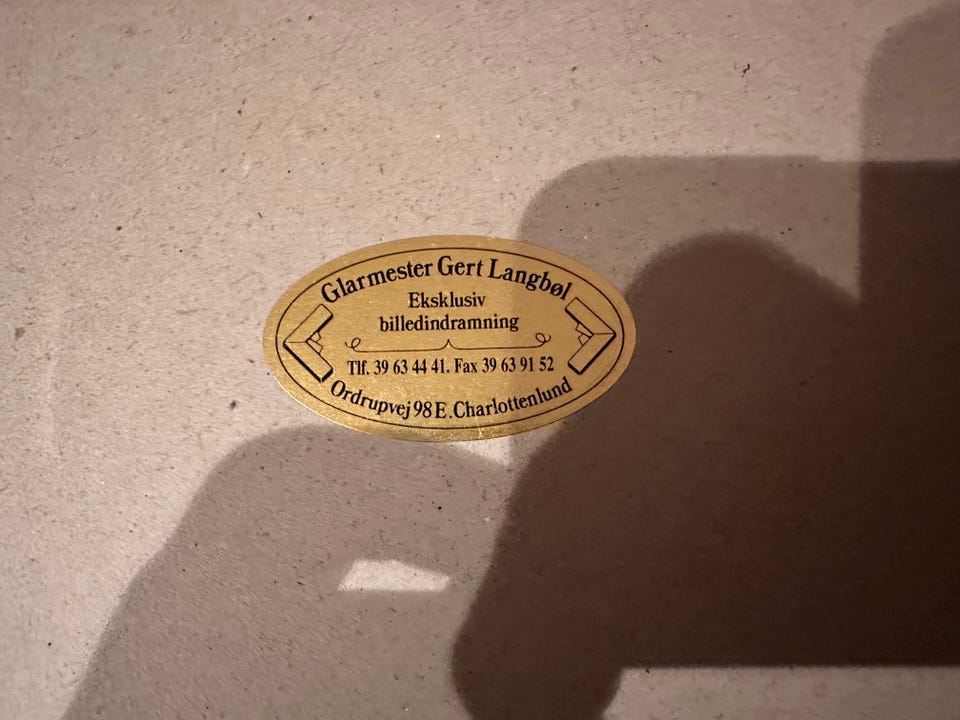 Glarmester Gert Langbøl
Eksklusiv
billedindramning
Tlf. 39 63 44 41. Fax 39 63 91 52
Ordrupvej 98 E. Charlottenlund